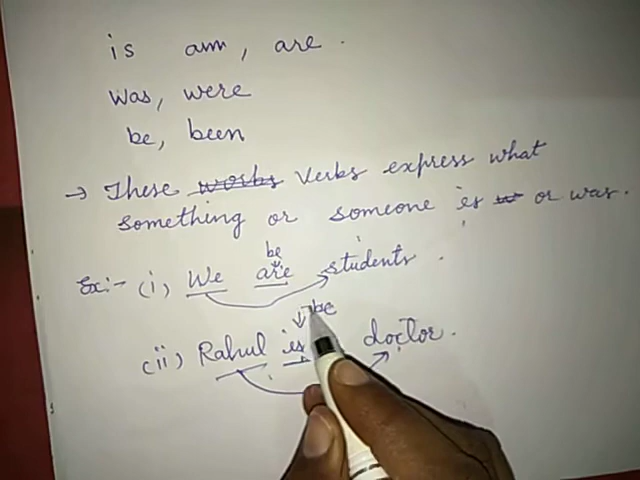 is am, are.
was, were
be, been
→ These words verbs express what
something or someone is or was.
be
Ex:- (i) We are students.
be
(ii) Rahul is doctor.